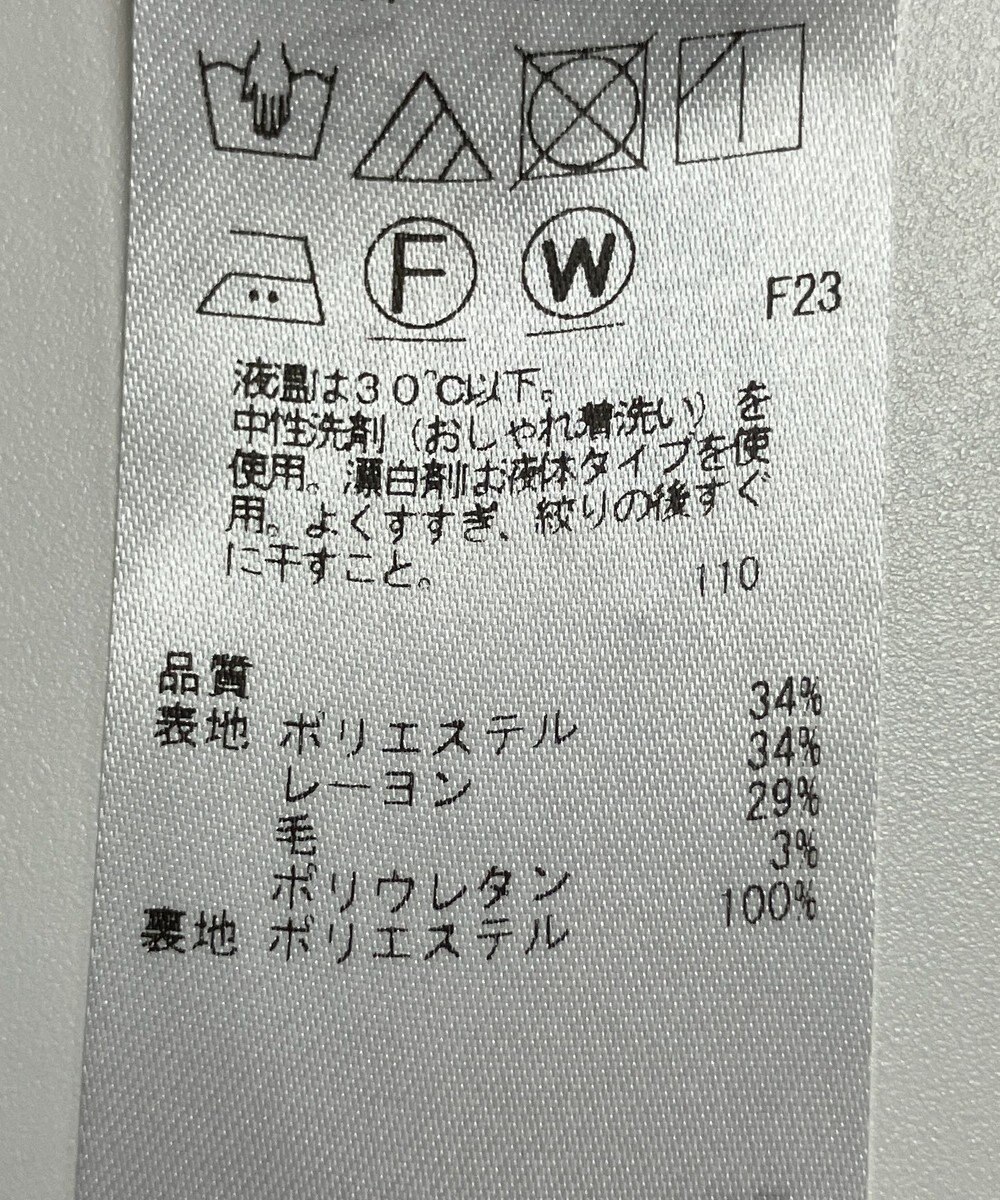 F W F23
液温は30℃以下。
中性洗剤(おしゃれ着洗い)を
使用。漂白剤は液体タイプを使
用。よくすすぎ、絞りの後すぐ
に干すこと。 110
品質
表地 ポリエステル 34%
レーヨン 34%
毛 29%
ポリウレタン 3%
裏地 ポリエステル 100%